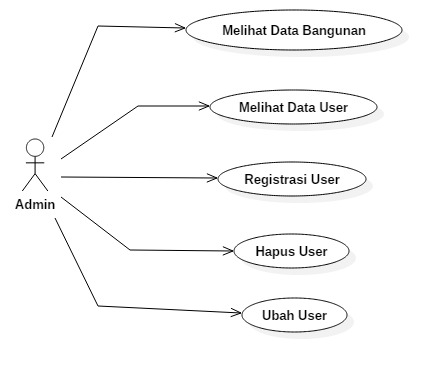 Melihat Data Bangunan
Melihat Data User
Registrasi User
Admin
Hapus User
Ubah User